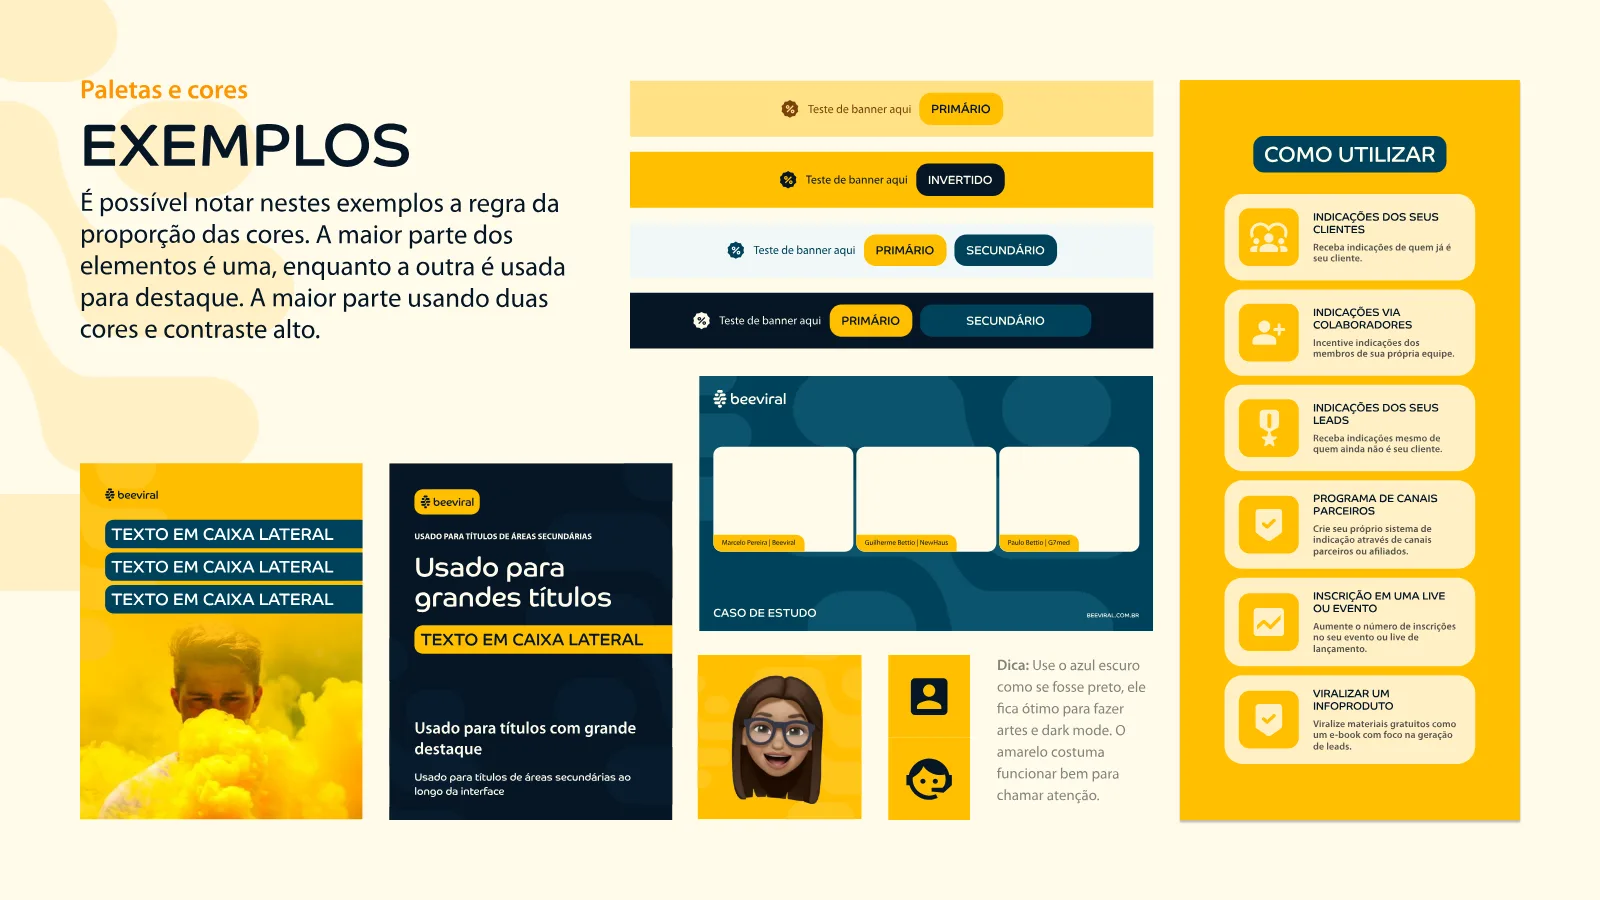 Paletas e cores
EXEMPLOS
É possível notar nestes exemplos a regra da
proporção das cores. A maior parte dos
elementos é uma, enquanto a outra é usada
para destaque. A maior parte usando duas
cores e contraste alto.
Teste de banner aqui PRIMÁRIO
Teste de banner aqui INVERTIDO
Teste de banner aqui PRIMÁRIO SECUNDÁRIO
Teste de banner aqui PRIMÁRIO SECUNDÁRIO
beeviral
TEXTO EM CAIXA LATERAL
TEXTO EM CAIXA LATERAL
TEXTO EM CAIXA LATERAL
beeviral
USADO PARA TÍTULOS DE ÁREAS SECUNDÁRIAS
Usado para
grandes títulos
TEXTO EM CAIXA LATERAL
Usado para títulos com grande
destaque
Usado para títulos de áreas secundárias ao
longo da interface
beeviral
Marcelo Pereira | Beeviral
Guilherme Bettio | NewHaus
Paulo Bettio | G7med
CASO DE ESTUDO
BEEVIRAL.COM.BR
Dica: Use o azul escuro
como se fosse preto, ele
fica ótimo para fazer
artes e dark mode. O
amarelo costuma
funcionar bem para
chamar atenção.
COMO UTILIZAR
INDICAÇÕES DOS SEUS
CLIENTES
Receba indicações de quem já é
seu cliente.
INDICAÇÕES VIA
COLABORADORES
Incentive indicações dos
membros de sua própria equipe.
INDICAÇÕES DOS SEUS
LEADS
Receba indicações mesmo de
quem ainda não é seu cliente.
PROGRAMA DE CANAIS
PARCEIROS
Crie seu próprio sistema de
indicação através de canais
parceiros ou afiliados.
INSCRIÇÃO EM UMA LIVE
OU EVENTO
Aumente o número de inscrições
no seu evento ou live de
lançamento.
VIRALIZAR UM
INFOPRODUTO
Viralize materiais gratuitos como
um e-book com foco na geração
de leads.